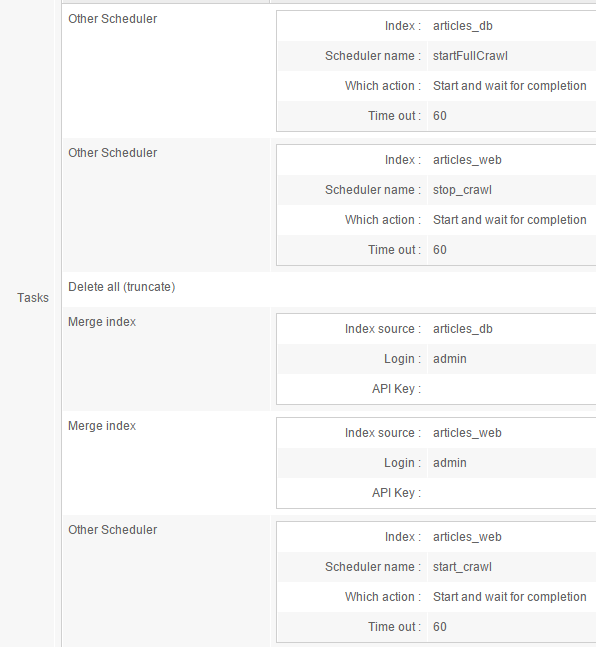 Other Scheduler
Index : articles_db
Scheduler name : startFullCrawl
Which action : Start and wait for completion
Time out : 60
Other Scheduler
Index : articles_web
Scheduler name : stop_crawl
Which action : Start and wait for completion
Time out : 60
Tasks
Delete all (truncate)
Merge index
Index source : articles_db
Login : admin
API Key :
Merge index
Index source : articles_web
Login : admin
API Key :
Other Scheduler
Index : articles_web
Scheduler name : start_crawl
Which action : Start and wait for completion
Time out : 60